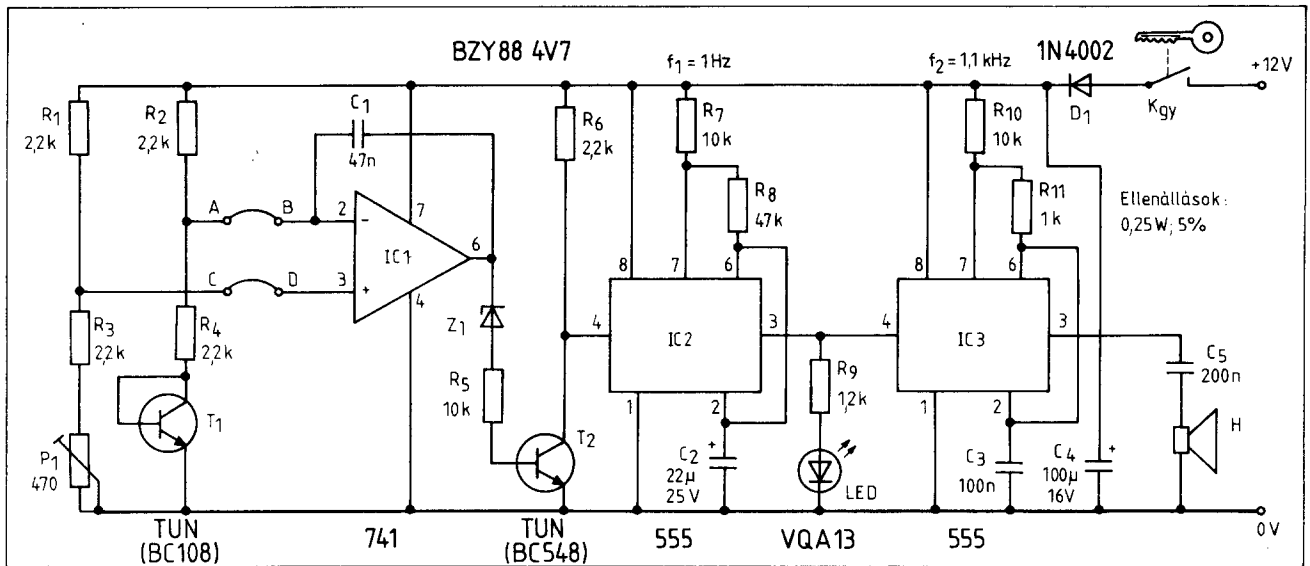 BZY88 4V7
f1 = 1Hz
f2 = 1,1 kHz
1N4002
+12V
D1
Kgy
R1
2,2k
R2
2,2k
C1
47n
R6
2,2k
R7
10k
R8
47k
R10
10k
R11
1k
Ellenállások:
0,25W; 5%
A
B
C
D
2
-
3
+
7
4
6
IC1
8
7
6
4
IC2
3
1
2
8
7
6
4
IC3
3
1
2
R3
2,2k
R4
2,2k
Z1
R5
10k
R9
1,2k
C5
200n
T1
T2
P1
470
C2
+
22µ
25V
LED
C3
100n
C4
+
100µ
16V
H
TUN
(BC108)
741
TUN
(BC548)
555
VQA13
555
0V